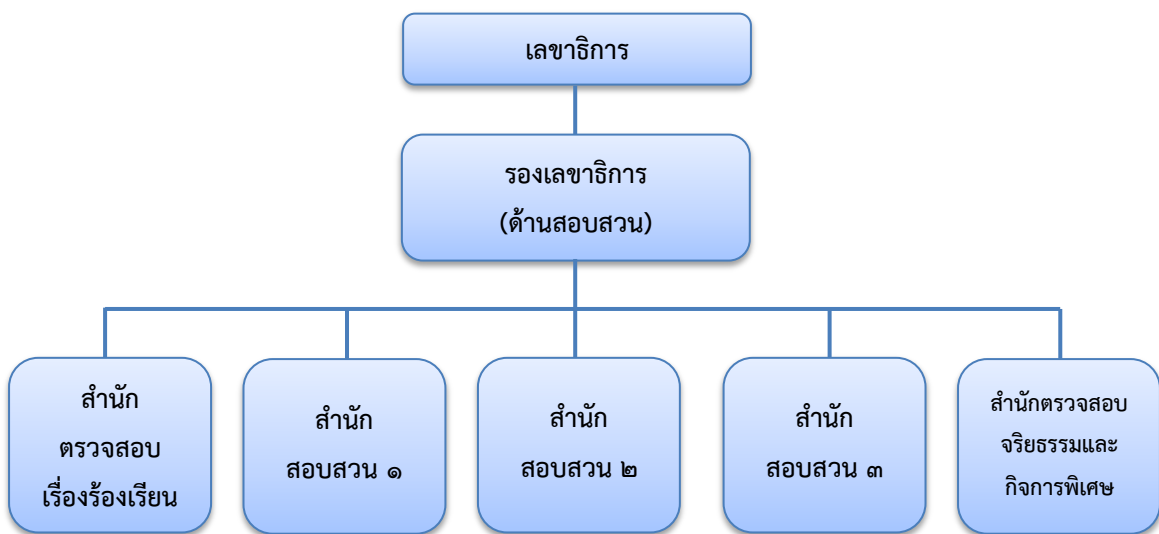 เลขาธิการ
รองเลขาธิการ
(ด้านสอบสวน)
สำนัก
ตรวจสอบ
เรื่องร้องเรียน
สำนัก
สอบสวน ๑
สำนัก
สอบสวน ๒
สำนัก
สอบสวน ๓
สำนักตรวจสอบ
จริยธรรมและ
กิจการพิเศษ